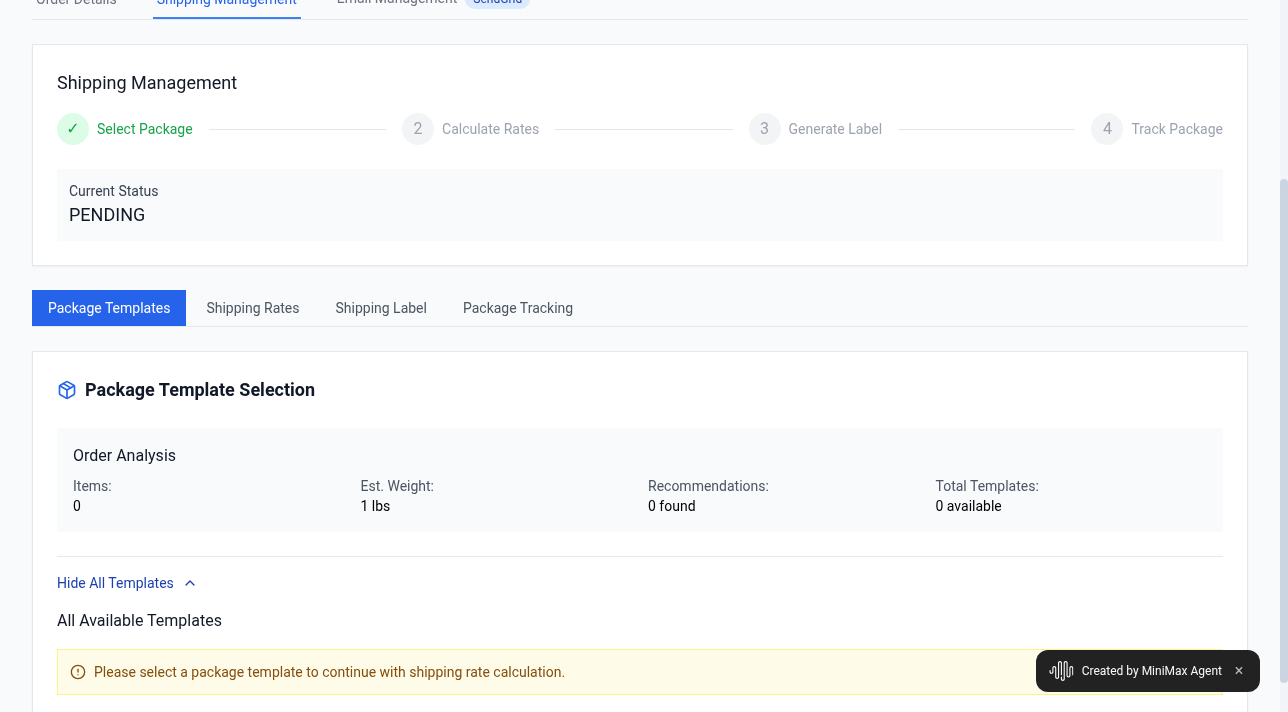 Order Details Shipping Management Email Management SendGrid
Shipping Management
✓ Select Package 2 Calculate Rates 3 Generate Label 4 Track Package
Current Status
PENDING
Package Templates Shipping Rates Shipping Label Package Tracking
Package Template Selection
Order Analysis
Items: Est. Weight: Recommendations: Total Templates:
0 1 lbs 0 found 0 available
Hide All Templates
All Available Templates
Please select a package template to continue with shipping rate calculation.
Created by MiniMax Agent ×